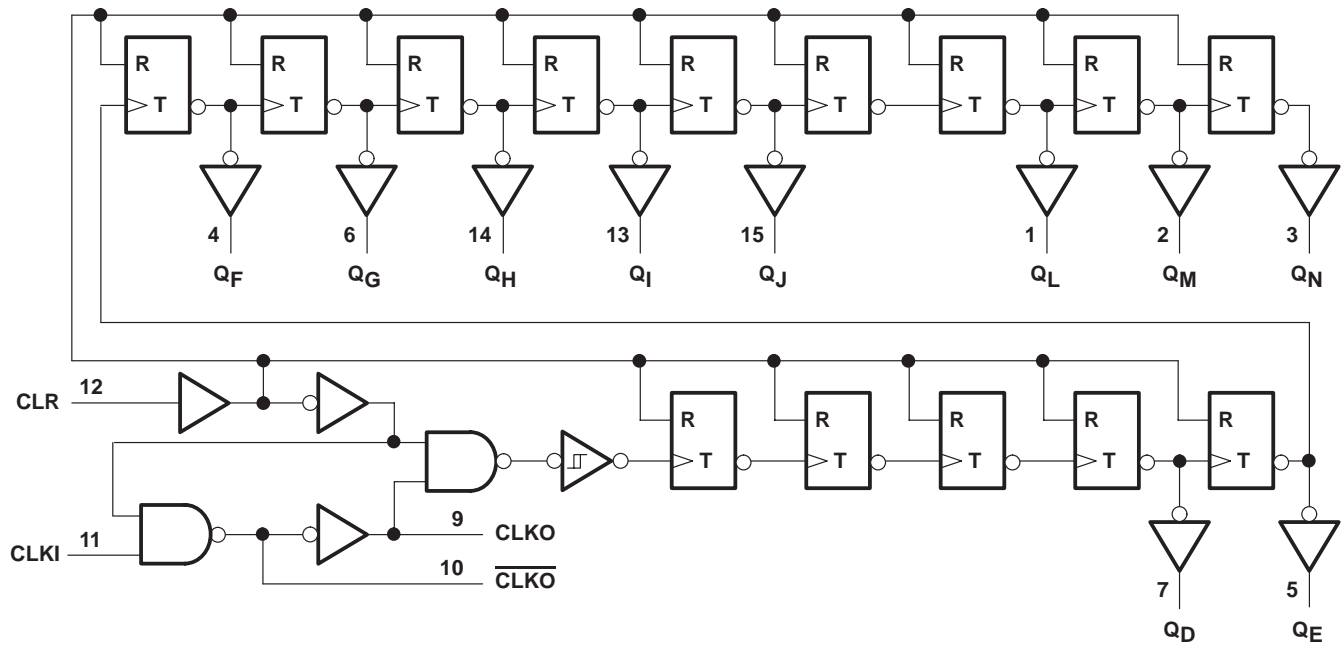 R R R R R R R R R
T T T T T T T T T
4 6 14 13 15 1 2 3
QF QG QH QI QJ QL QM QN
CLR 12
R R R R R
T T T T T
CLKI 11
9 CLKO
10 CLKO
7 5
QD QE